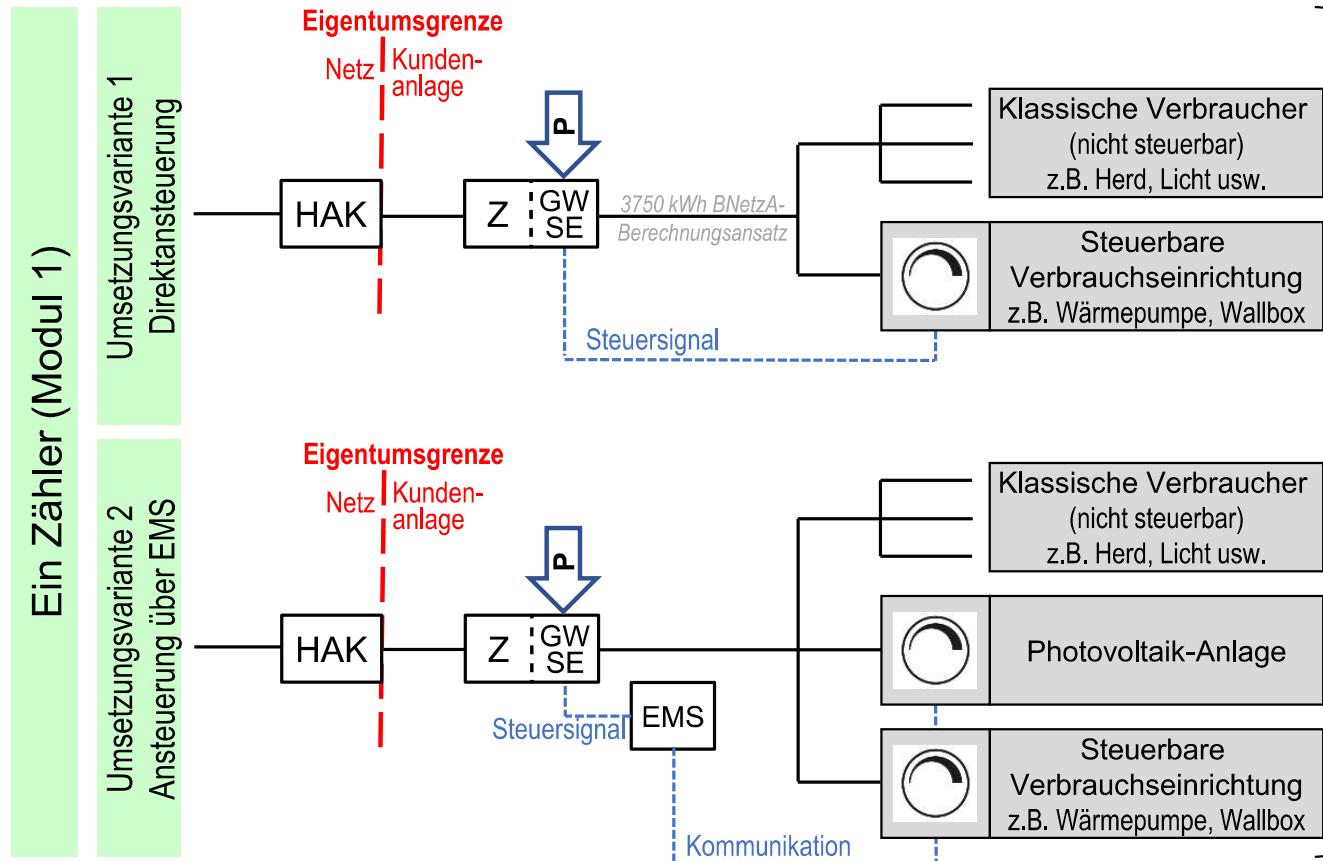 Ein Zähler (Modul 1)
Umsetzungsvariante 1
Direktansteuerung
Eigentumsgrenze
Netz
Kunden-
anlage
P
HAK
Z
GW
SE
3750 kWh BNetzA-
Berechnungsansatz
Steuersignal
Klassische Verbraucher
(nicht steuerbar)
z.B. Herd, Licht usw.
Steuerbare
Verbrauchseinrichtung
z.B. Wärmepumpe, Wallbox
Umsetzungsvariante 2
Ansteuerung über EMS
Eigentumsgrenze
Netz
Kunden-
anlage
P
HAK
Z
GW
SE
Steuersignal
EMS
Kommunikation
Klassische Verbraucher
(nicht steuerbar)
z.B. Herd, Licht usw.
Photovoltaik-Anlage
Steuerbare
Verbrauchseinrichtung
z.B. Wärmepumpe, Wallbox